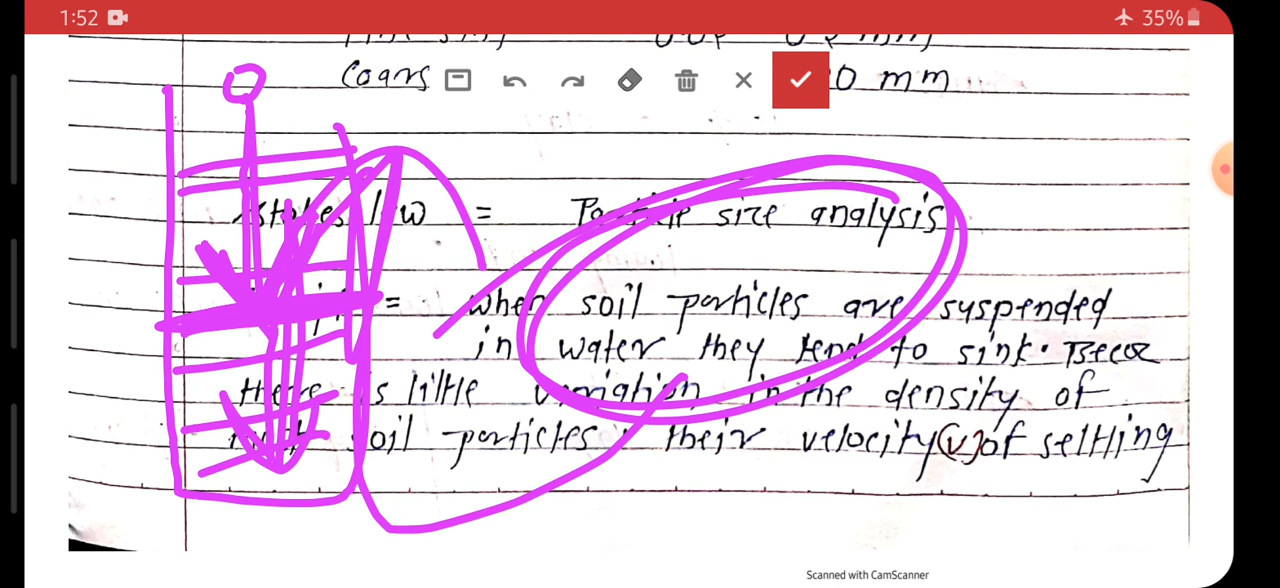 1:52 35%
Coars 0 mm
stokes law = Particle size analysis
= when soil particles are suspended
in water they tend to sink. Becoz
there is little variation in the density of
soil particles their velocity (v) of settling
Scanned with CamScanner